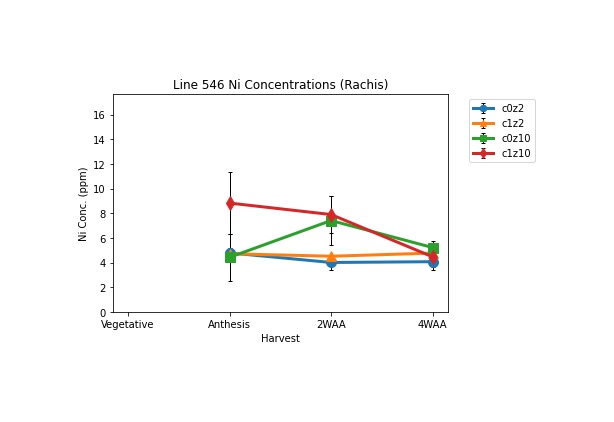 Line 546 Ni Concentrations (Rachis)
Ni Conc. (ppm)
16
14
12
10
8
6
4
2
0
Vegetative Anthesis 2WAA 4WAA
Harvest
c0z2
c1z2
c0z10
c1z10